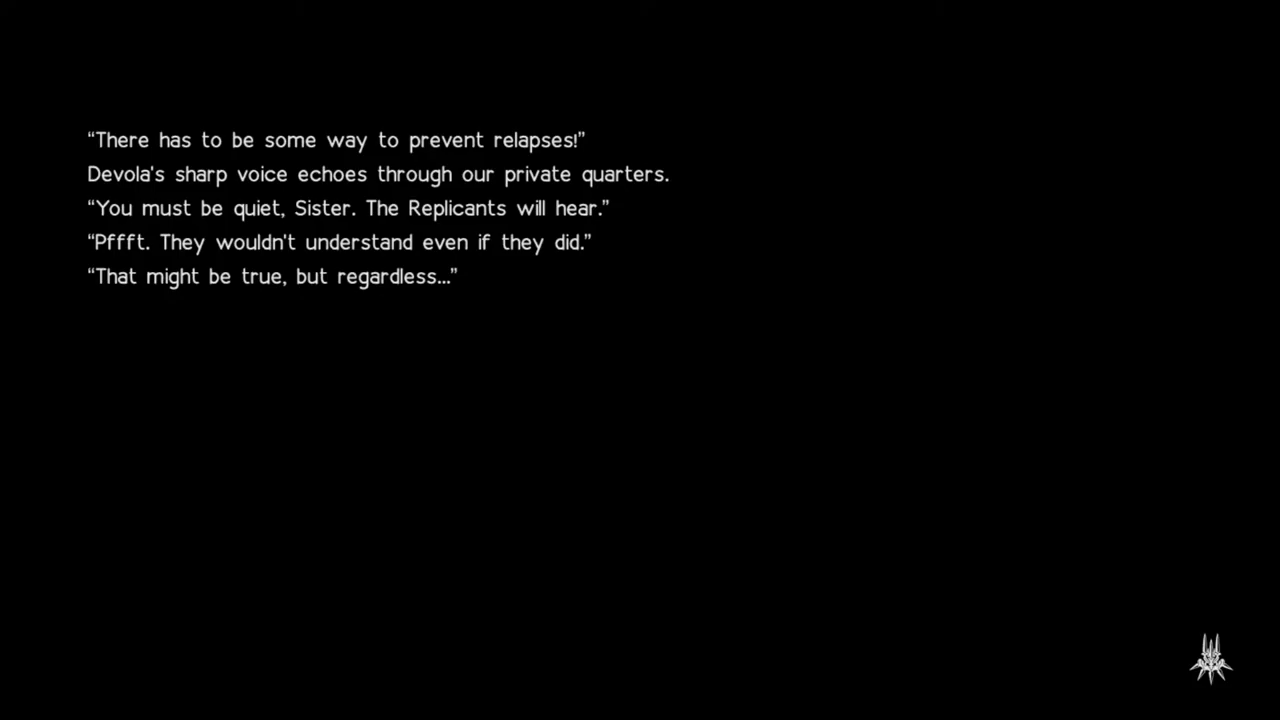 “There has to be some way to prevent relapses!”
Devola's sharp voice echoes through our private quarters.
“You must be quiet, Sister. The Replicants will hear.”
“Pffft. They wouldn't understand even if they did.”
“That might be true, but regardless...”